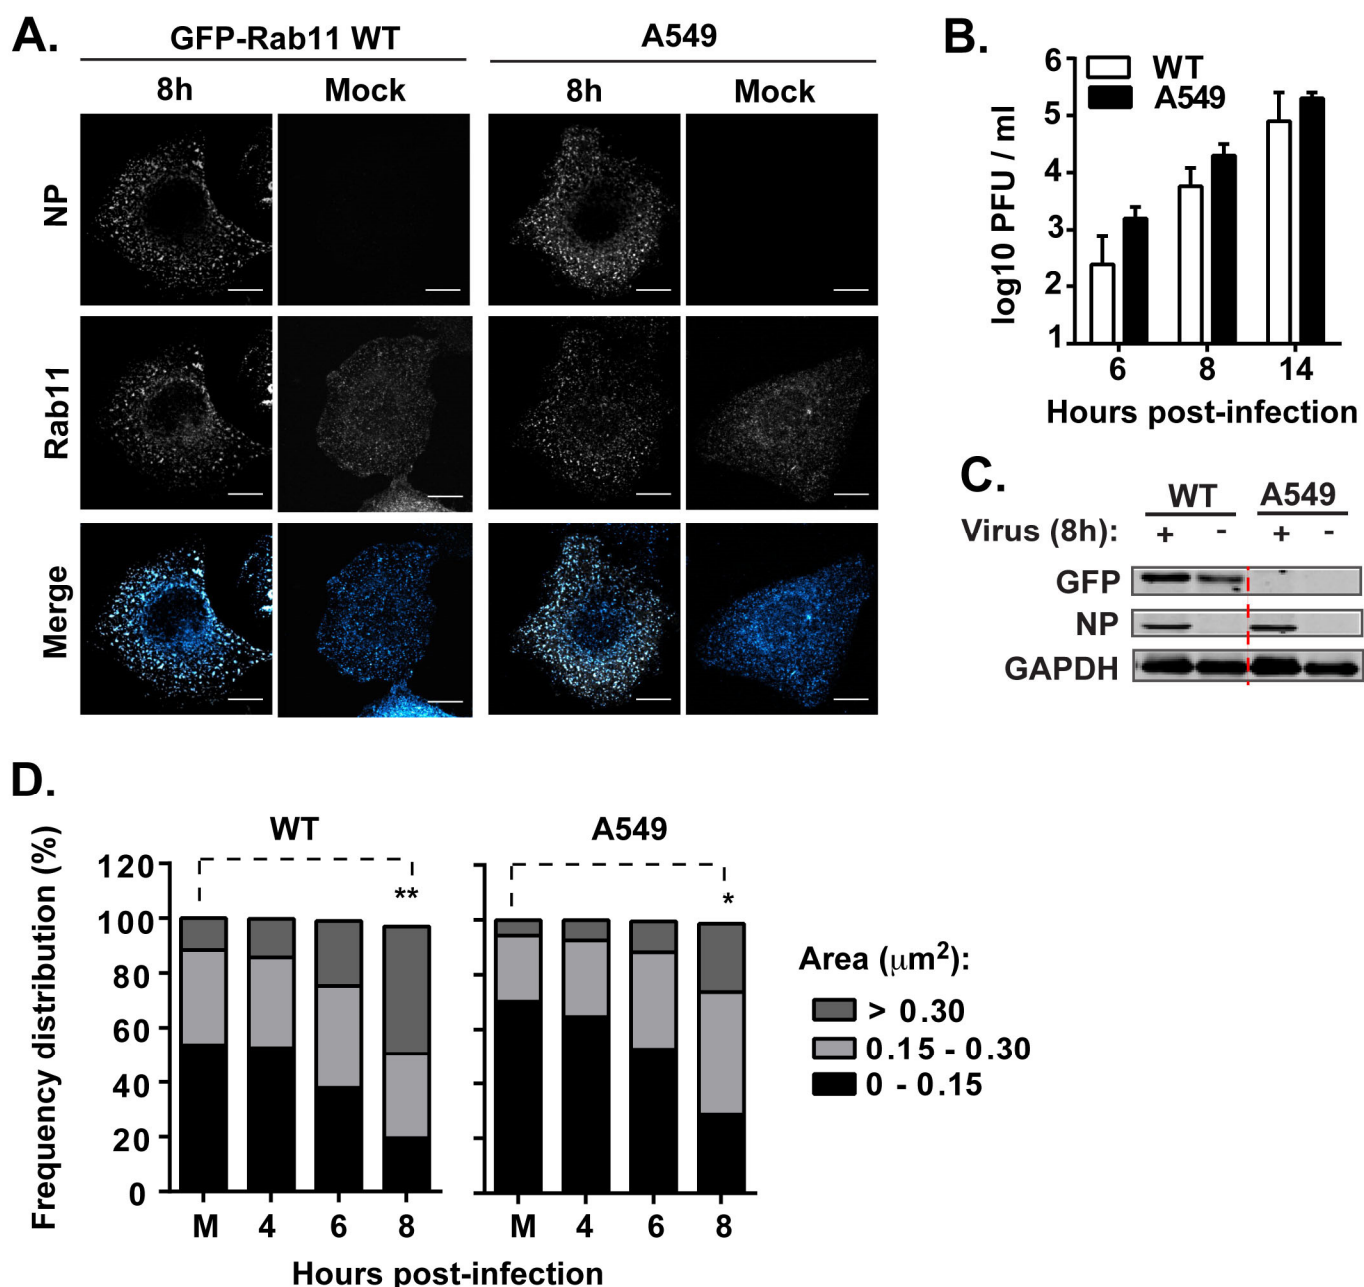 A.
GFP-Rab11 WT
A549
8h
Mock
8h
Mock
NP
Rab11
Merge
B.
WT
A549
log10 PFU / ml
6
5
4
3
2
1
6
8
14
Hours post-infection
C.
WT
A549
Virus (8h):
+
-
+
-
GFP
NP
GAPDH
D.
WT
A549
Frequency distribution (%)
120
100
80
60
40
20
0
**
*
M
4
6
8
M
4
6
8
Hours post-infection
Area (μm²):
> 0.30
0.15 - 0.30
0 - 0.15